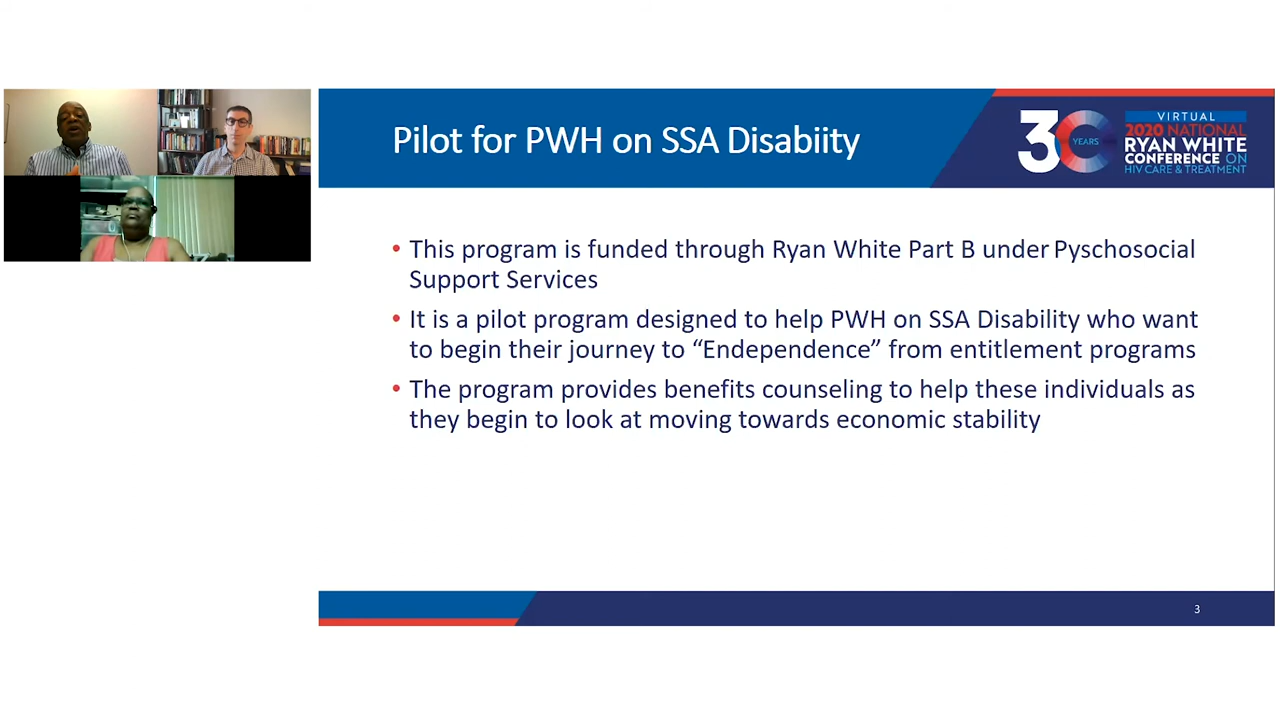 Pilot for PWH on SSA Disabiity
30
YEARS
VIRTUAL
2020 NATIONAL
RYAN WHITE
CONFERENCE ON
HIV CARE & TREATMENT
• This program is funded through Ryan White Part B under Pyschosocial
Support Services
• It is a pilot program designed to help PWH on SSA Disability who want
to begin their journey to “Endependence” from entitlement programs
• The program provides benefits counseling to help these individuals as
they begin to look at moving towards economic stability
3